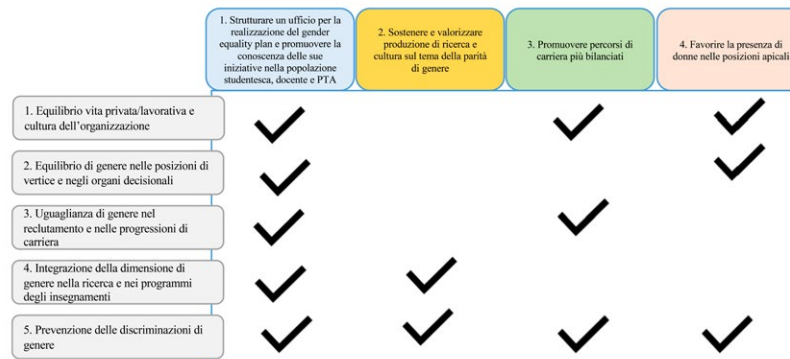 1. Strutturare un ufficio per la
realizzazione del gender
equality plan e promuovere la
conoscenza delle sue
iniziative nella popolazione
studentesca, docente e PTA
2. Sostenere e valorizzare
produzione di ricerca e
cultura sul tema della parità
di genere
3. Promuovere percorsi di
carriera più bilanciati
4. Favorire la presenza di
donne nelle posizioni apicali
1. Equilibrio vita privata/lavorativa e
cultura dell’organizzazione
2. Equilibrio di genere nelle posizioni di
vertice e negli organi decisionali
3. Uguaglianza di genere nel
reclutamento e nelle progressioni di
carriera
4. Integrazione della dimensione di
genere nella ricerca e nei programmi
degli insegnamenti
5. Prevenzione delle discriminazioni di
genere